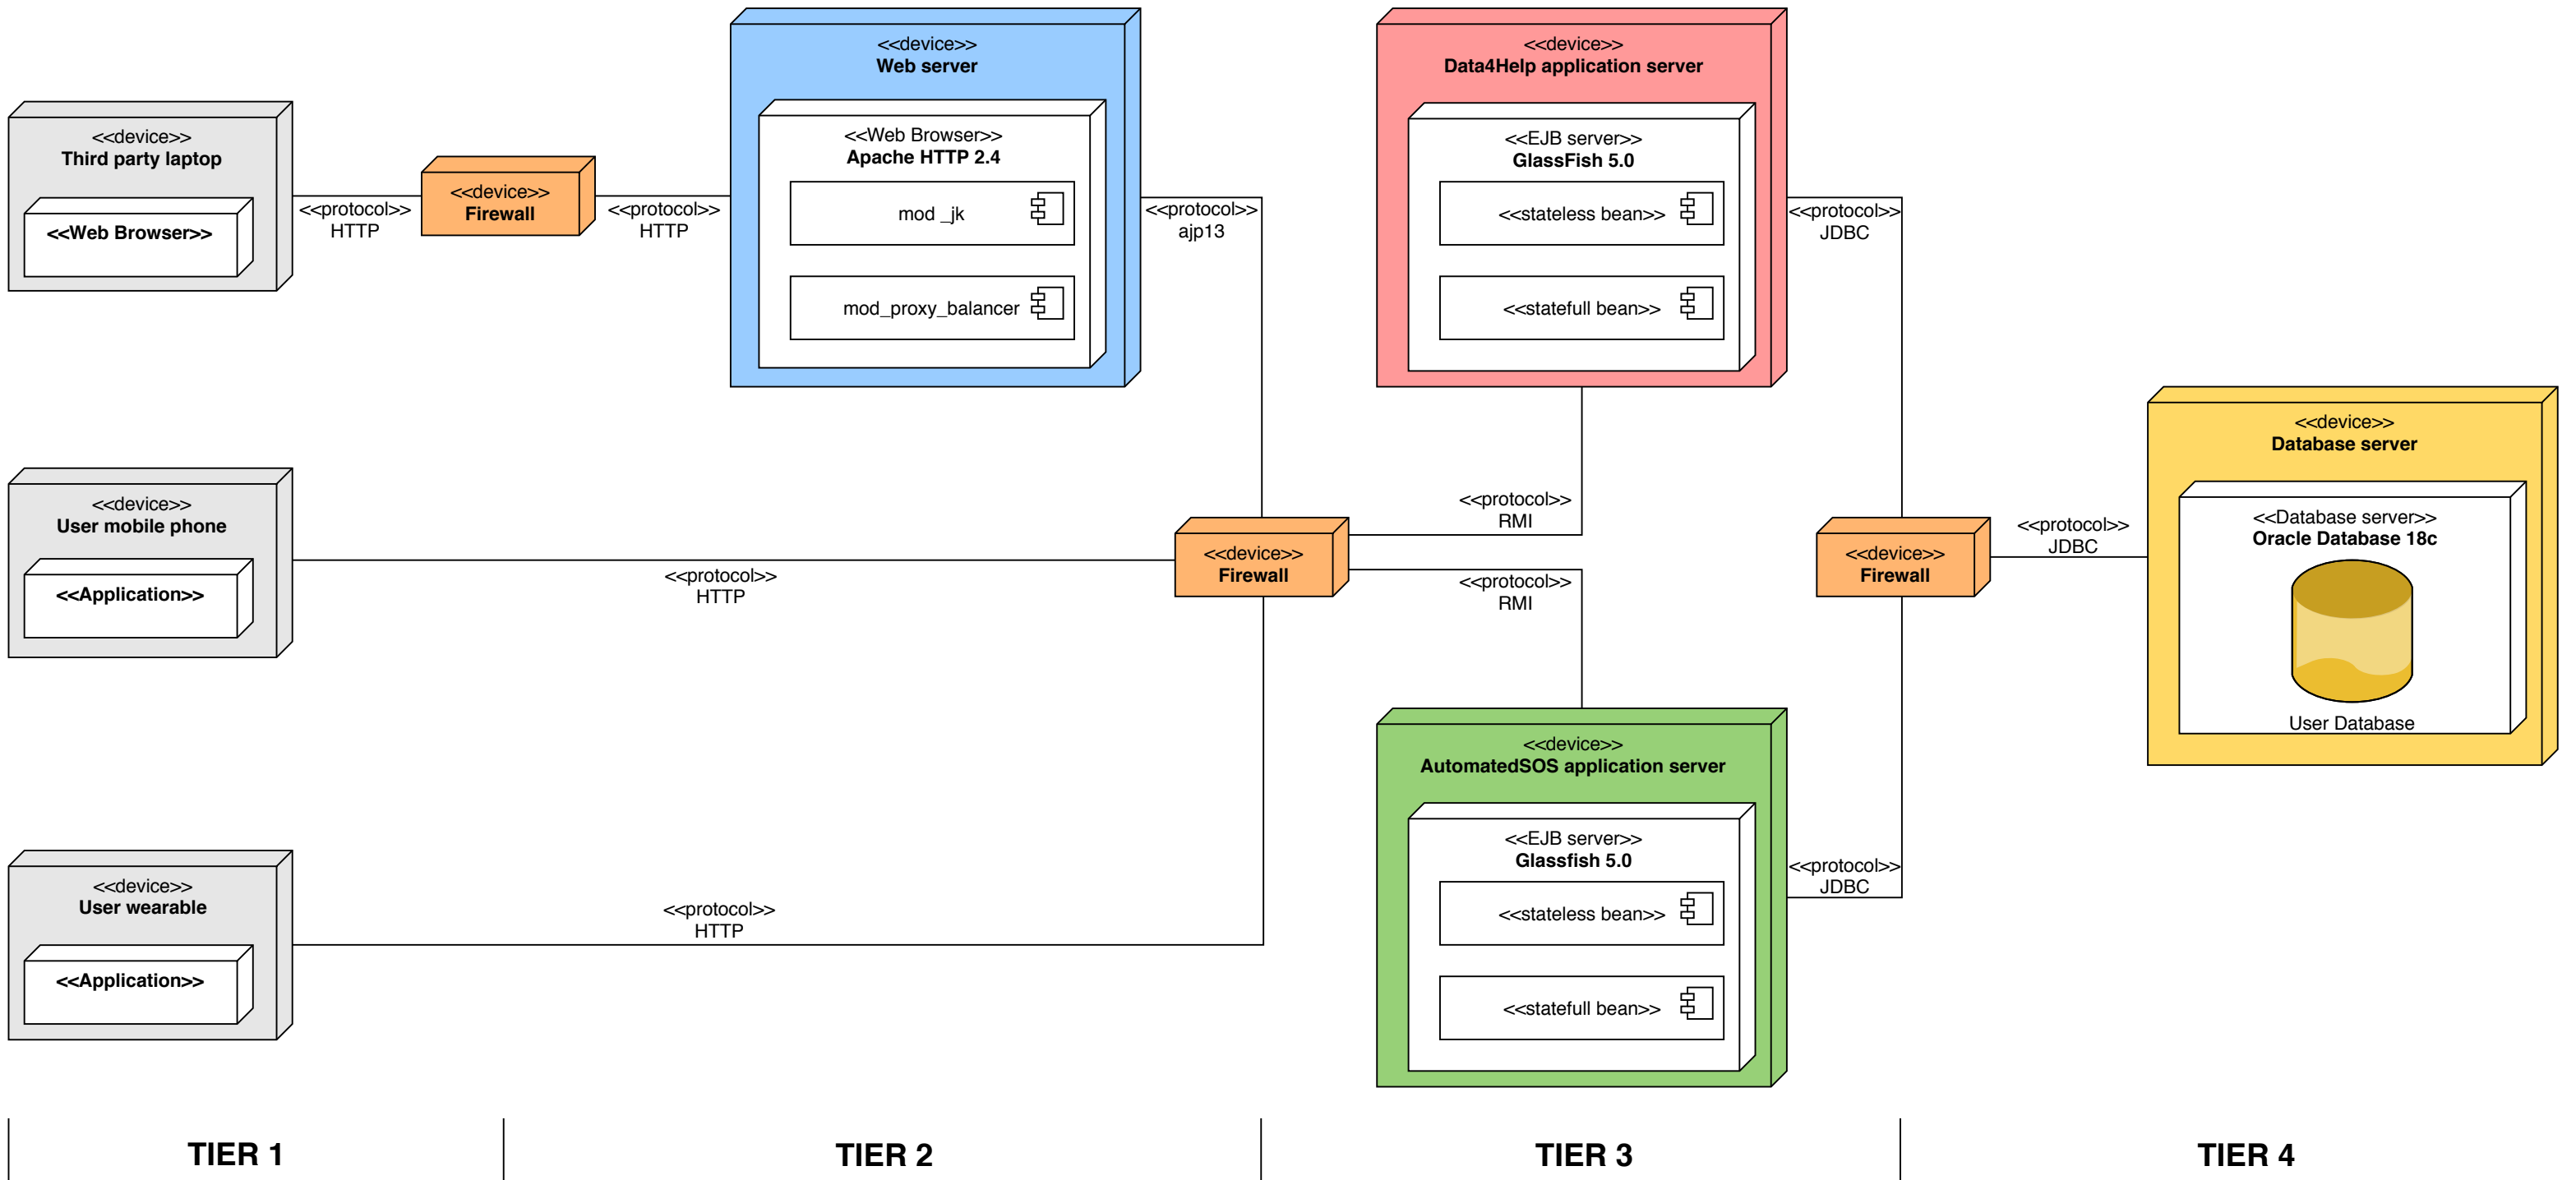 <<device>>
Third party laptop
<<Web Browser>>
<<protocol>>
HTTP
<<device>>
Firewall
<<protocol>>
HTTP
<<device>>
Web server
<<Web Browser>>
Apache HTTP 2.4
mod _jk
mod_proxy_balancer
<<protocol>>
ajp13
<<device>>
Data4Help application server
<<EJB server>>
GlassFish 5.0
<<stateless bean>>
<<statefull bean>>
<<protocol>>
JDBC
<<device>>
User mobile phone
<<Application>>
<<protocol>>
HTTP
<<device>>
Firewall
<<protocol>>
RMI
<<protocol>>
RMI
<<device>>
Firewall
<<protocol>>
JDBC
<<device>>
Database server
<<Database server>>
Oracle Database 18c
User Database
<<device>>
User wearable
<<Application>>
<<protocol>>
HTTP
<<device>>
AutomatedSOS application server
<<EJB server>>
Glassfish 5.0
<<stateless bean>>
<<statefull bean>>
<<protocol>>
JDBC
TIER 1
TIER 2
TIER 3
TIER 4